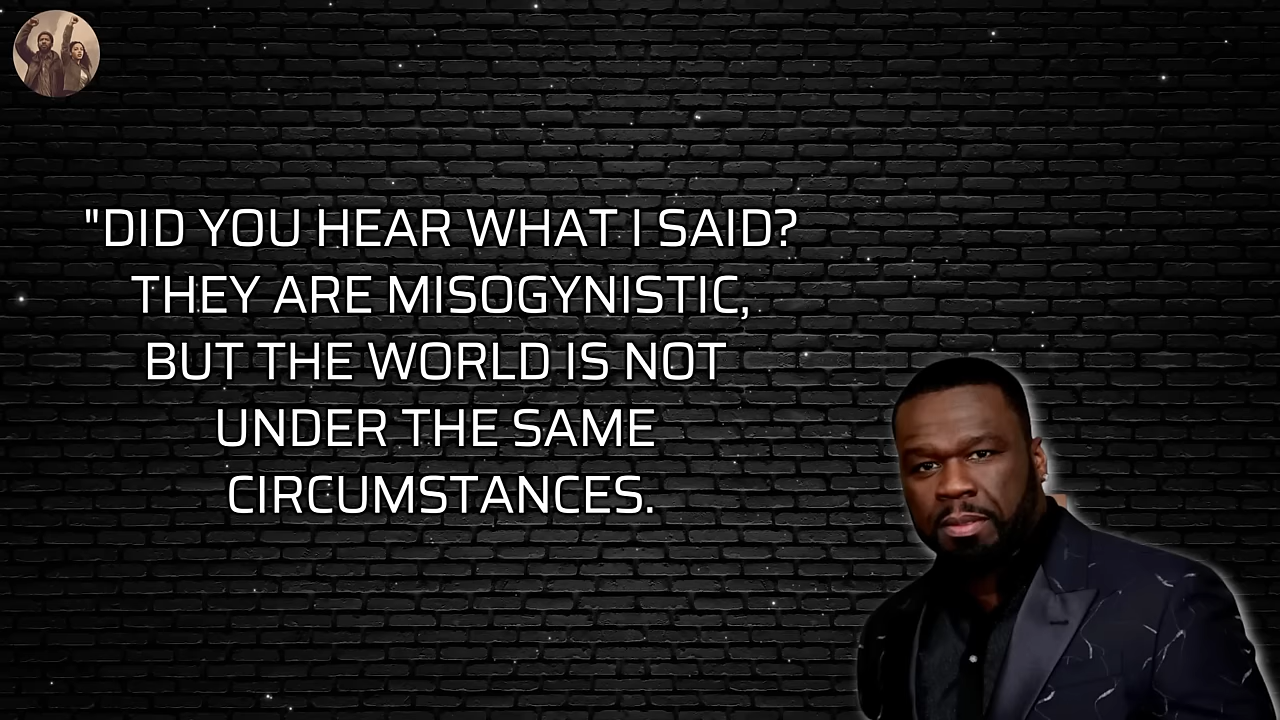 "DID YOU HEAR WHAT I SAID?
THEY ARE MISOGYNISTIC,
BUT THE WORLD IS NOT
UNDER THE SAME
CIRCUMSTANCES.